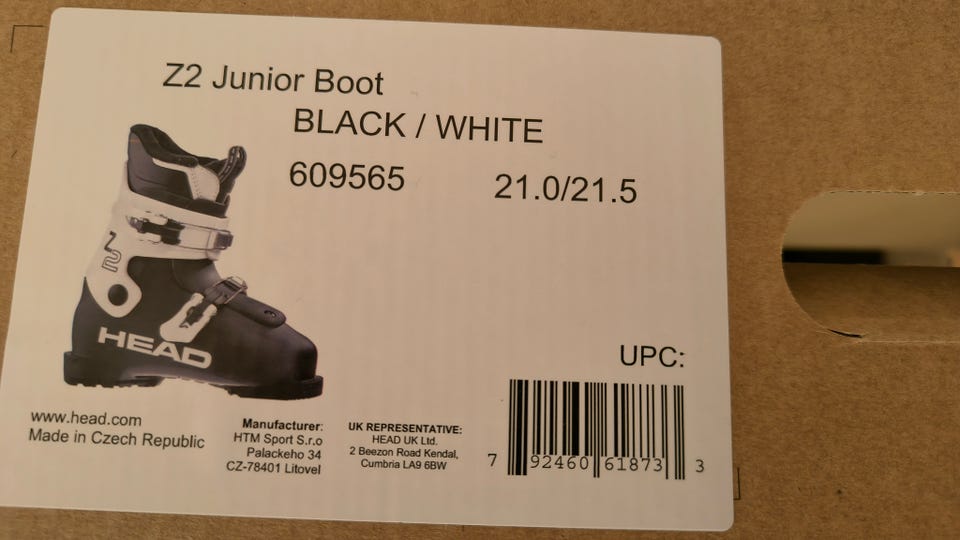 Z2 Junior Boot
BLACK / WHITE
609565 21.0/21.5
Z2
HEAD
UPC:
7 92460 61873 3
www.head.com
Made in Czech Republic
Manufacturer:
HTM Sport S.r.o
Palackeho 34
CZ-78401 Litovel
UK REPRESENTATIVE:
HEAD UK Ltd.
2 Beezon Road Kendal,
Cumbria LA9 6BW